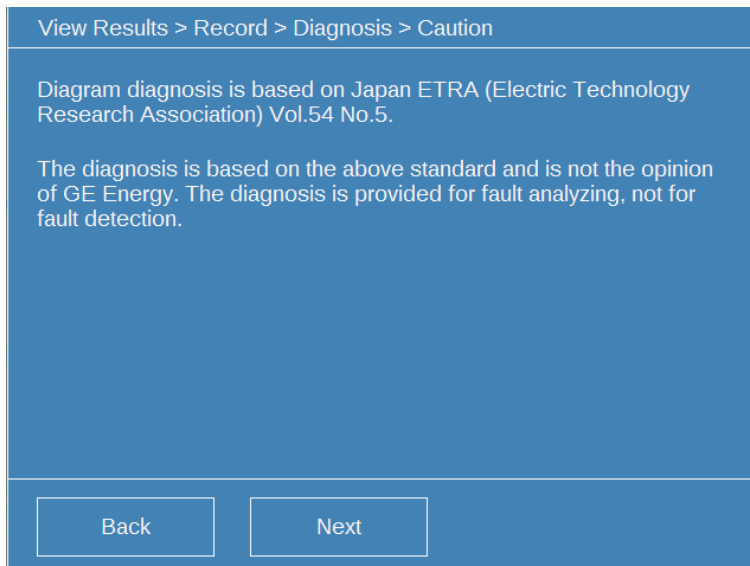 View Results > Record > Diagnosis > Caution
Diagram diagnosis is based on Japan ETRA (Electric Technology
Research Association) Vol.54 No.5.
The diagnosis is based on the above standard and is not the opinion
of GE Energy. The diagnosis is provided for fault analyzing, not for
fault detection.
Back
Next